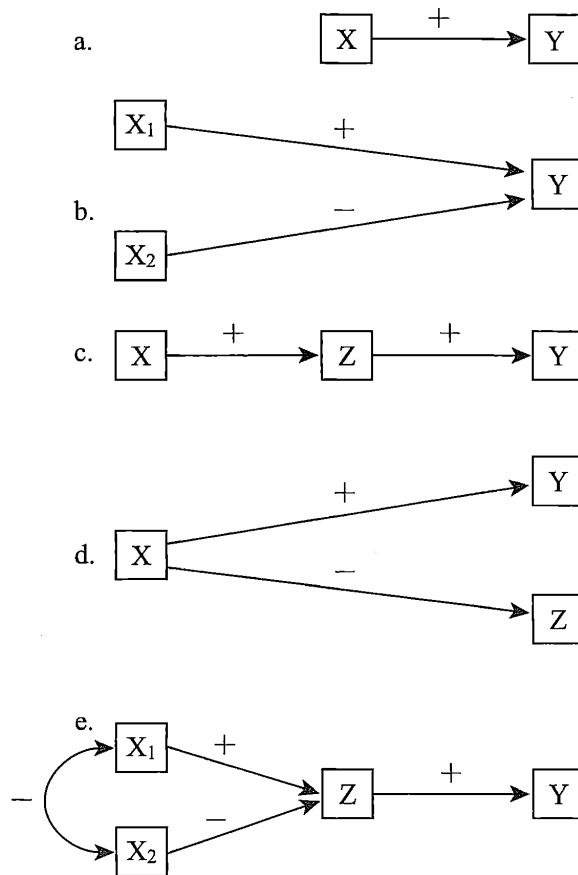 a. X + Y
X₁ +
Y
b. −
X₂
c. X + Z + Y
Y
+
d. X
−
Z
e.
X₁ +
− Z + Y
−
X₂